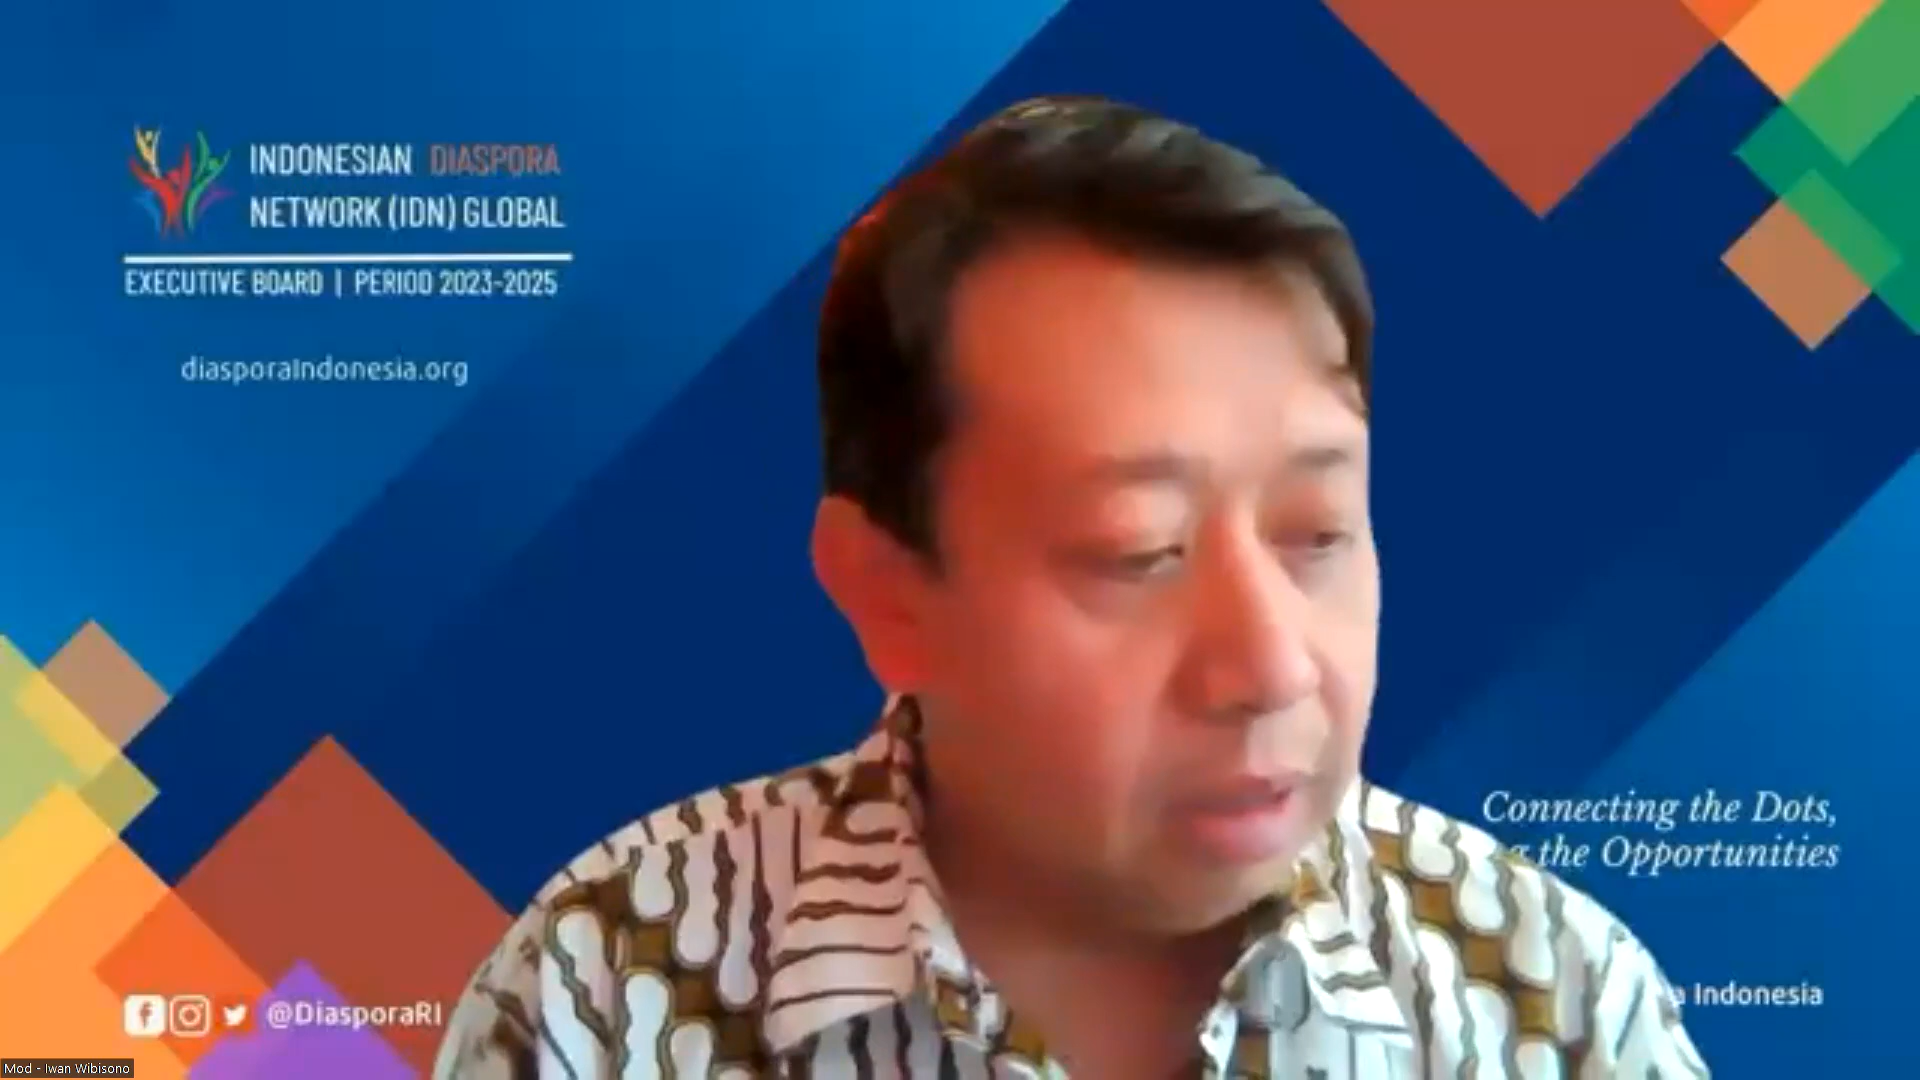 INDONESIAN DIASPORA
NETWORK (IDN) GLOBAL
EXECUTIVE BOARD | PERIOD 2023-2025
diasporaIndonesia.org
Connecting the Dots,
the Opportunities
@DiasporaRI
Indonesia
Mod - Iwan Wibisono